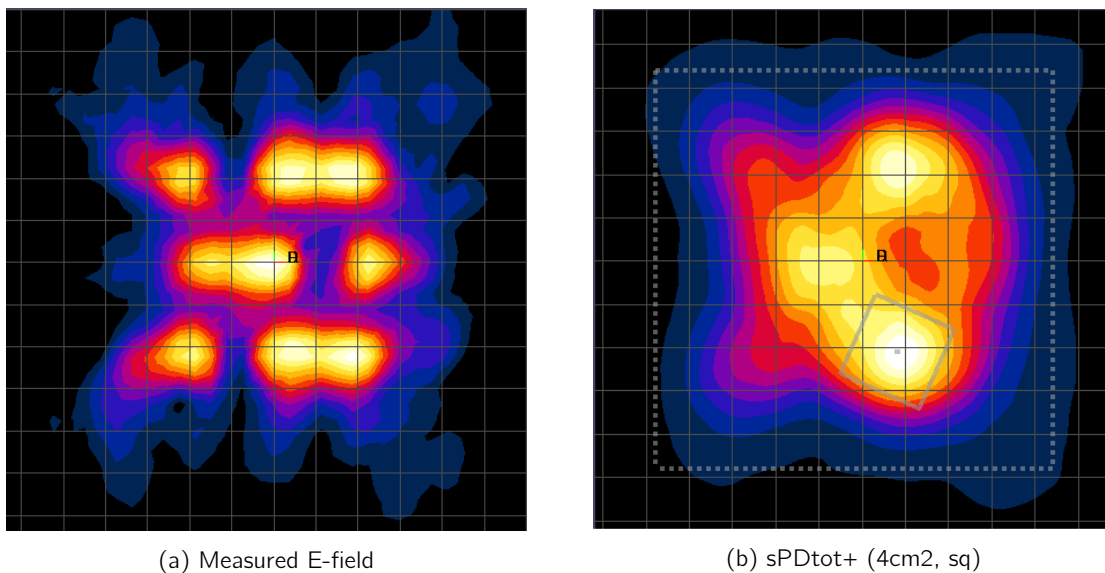 (a) Measured E-field
(b) sPDtot+ (4cm2, sq)